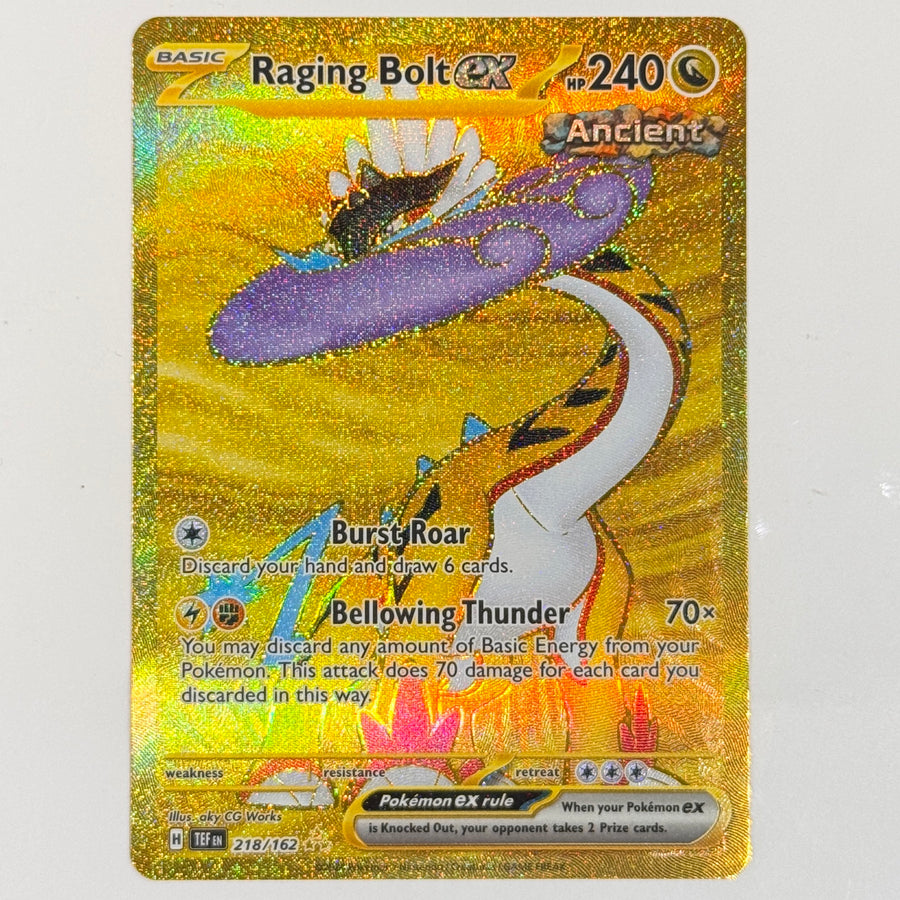 BASIC Raging Bolt ex HP 240
Ancient
Burst Roar
Discard your hand and draw 6 cards.
Bellowing Thunder 70×
You may discard any amount of Basic Energy from your
Pokémon. This attack does 70 damage for each card you
discarded in this way.
weakness resistance retreat
Pokémon ex rule When your Pokémon ex
is Knocked Out, your opponent takes 2 Prize cards.
Illus. aky CG Works
H TEF EN 218/162
GAME FREAK